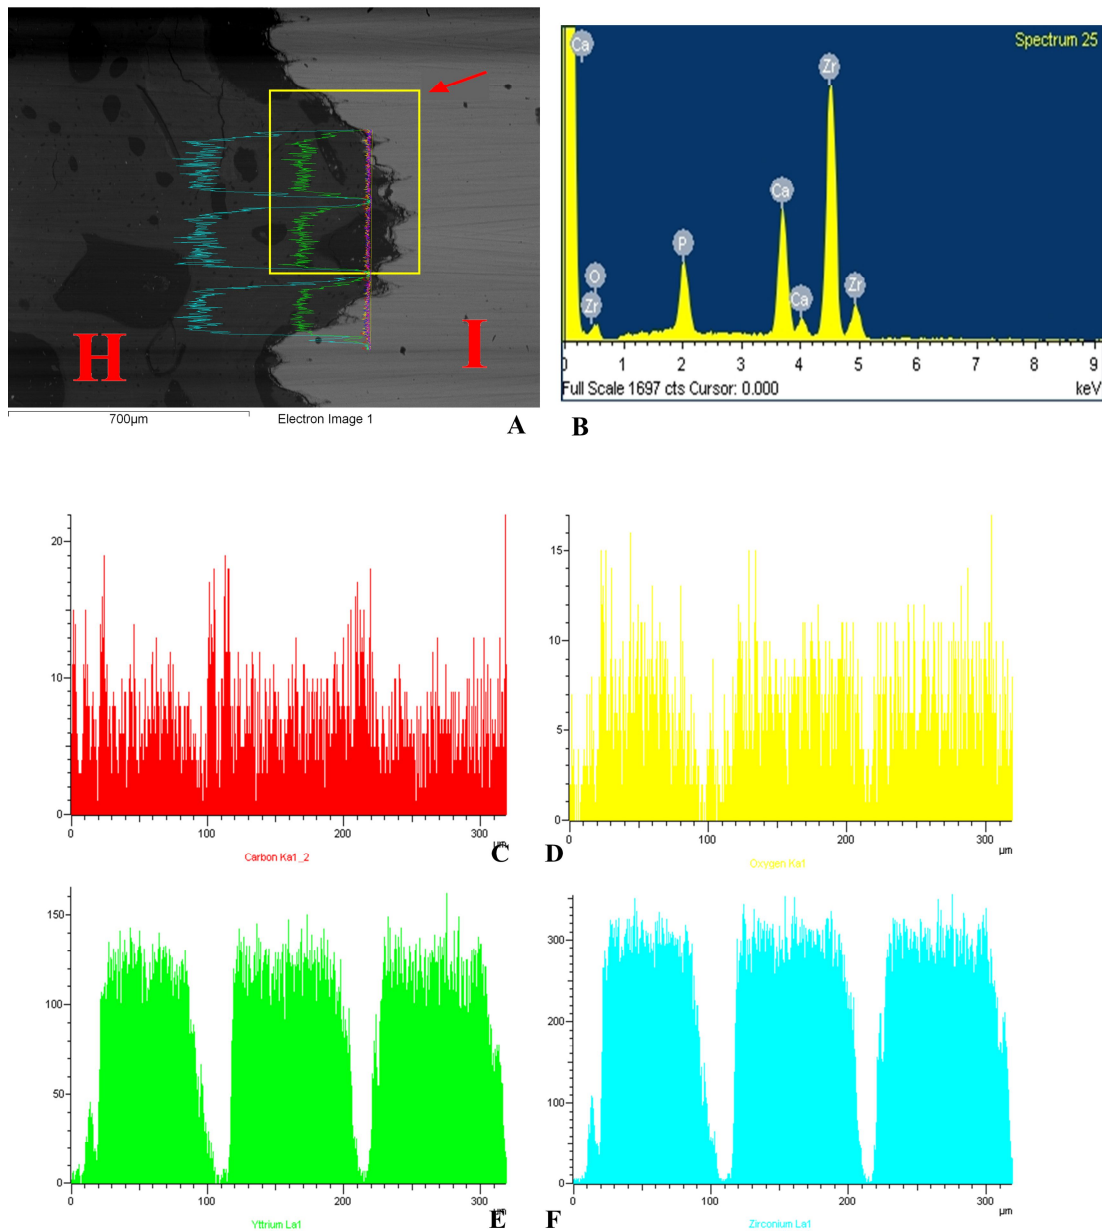 H
I
700µm
Electron Image 1
A
Spectrum 25
Ca
Zr
Ca
P
O
Ca
Zr
Zr
0 1 2 3 4 5 6 7 8 9
Full Scale 1697 cts Cursor: 0.000
keV
B
20
10
0
0 100 200 300
µm
Carbon Ka1_2
C
15
10
5
0
0 100 200 300
µm
Oxygen Ka1
D
150
100
50
0
0 100 200 300
µm
Yttrium La1
E
300
200
100
0
0 100 200 300
µm
Zirconium La1
F